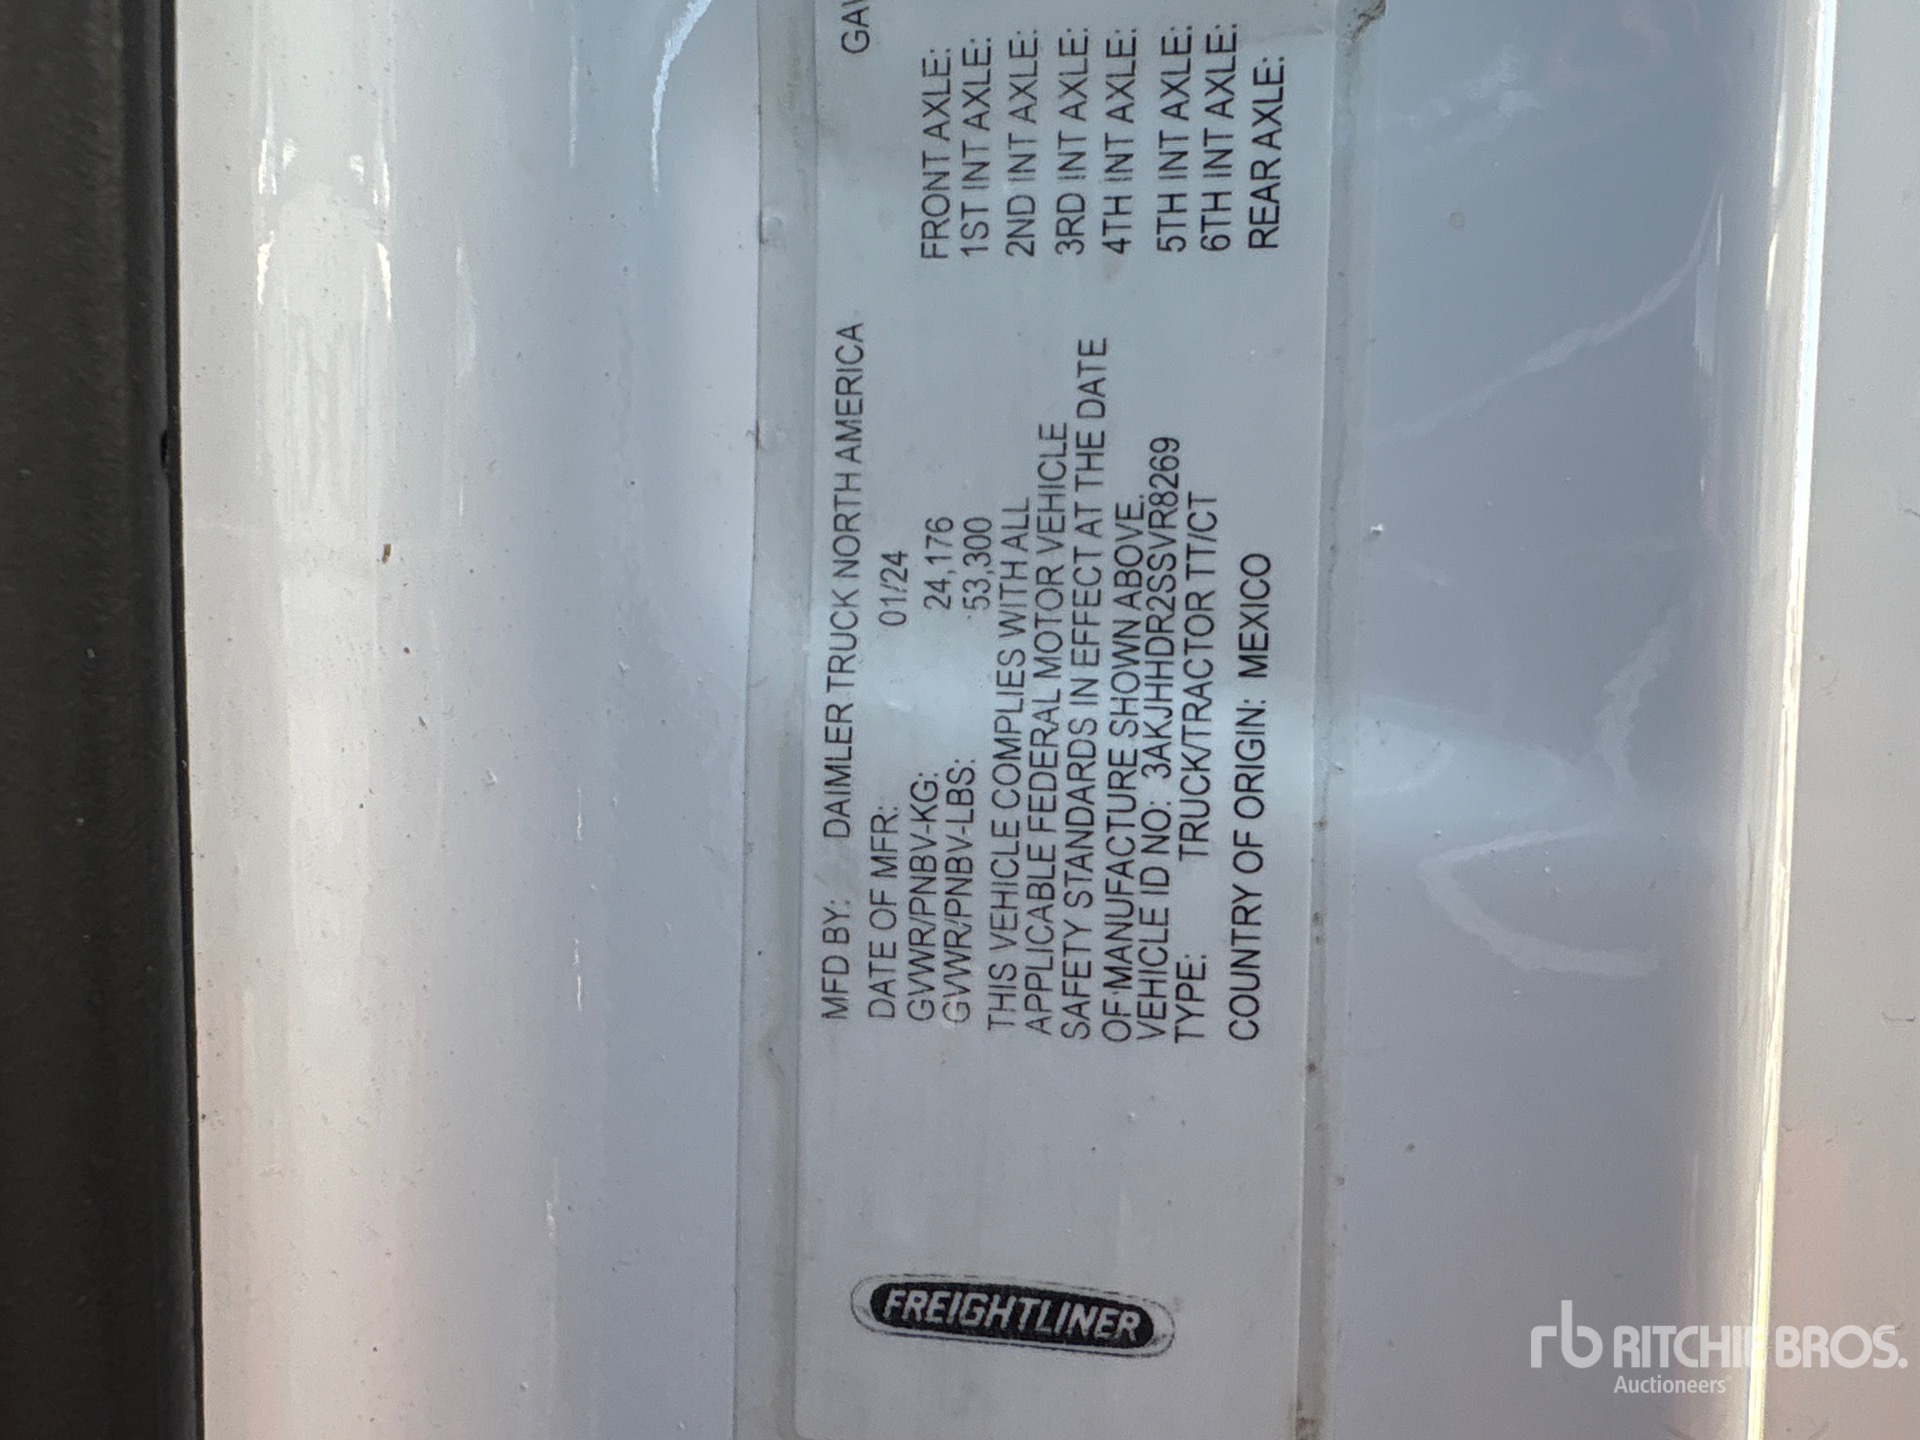 FREIGHTLINER
MFD BY: DAIMLER TRUCK NORTH AMERICA
DATE OF MFR: 01/24
GVWR/PNBV-KG: 24,176
GVWR/PNBV-LBS: 53,300
THIS VEHICLE COMPLIES WITH ALL
APPLICABLE FEDERAL MOTOR VEHICLE
SAFETY STANDARDS IN EFFECT AT THE DATE
OF MANUFACTURE SHOWN ABOVE.
VEHICLE ID NO: 3AKJHHDR2SSVR8269
TYPE: TRUCK/TRACTOR TT/CT
COUNTRY OF ORIGIN: MEXICO
FRONT AXLE:
1ST INT AXLE:
2ND INT AXLE:
3RD INT AXLE:
4TH INT AXLE:
5TH INT AXLE:
6TH INT AXLE:
REAR AXLE:
rb RITCHIE BROS.
Auctioneers